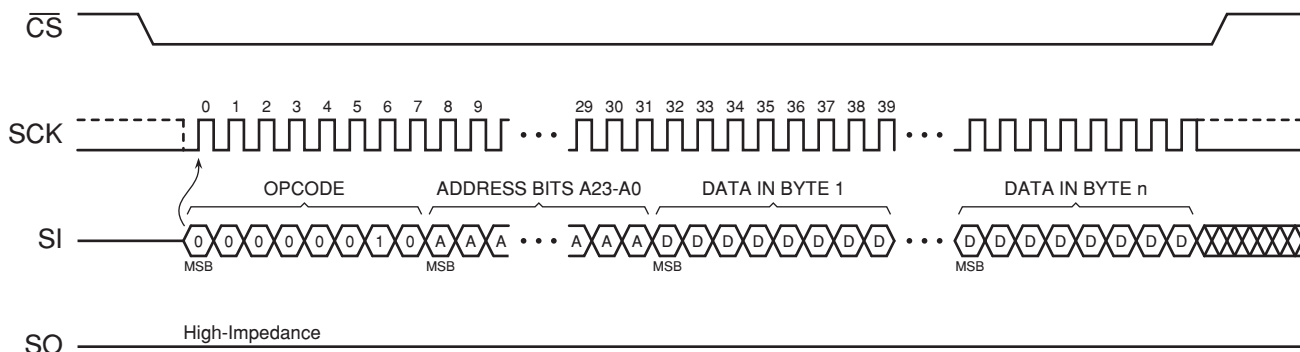 CS
0 1 2 3 4 5 6 7 8 9 29 30 31 32 33 34 35 36 37 38 39
SCK
OPCODE ADDRESS BITS A23-A0 DATA IN BYTE 1 DATA IN BYTE n
SI 0 0 0 0 0 0 1 0 A A A A A A D D D D D D D D D D D D D D D D
MSB MSB MSB MSB
High-Impedance
SO